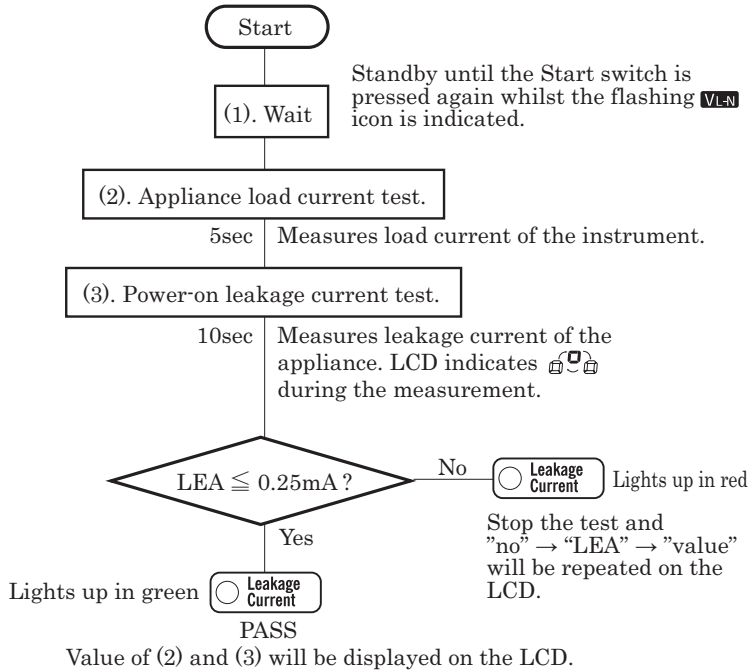 Start
(1). Wait
Standby until the Start switch is
pressed again whilst the flashing VL-N
icon is indicated.
(2). Appliance load current test.
5sec
Measures load current of the instrument.
(3). Power-on leakage current test.
10sec
Measures leakage current of the
appliance. LCD indicates
during the measurement.
LEA ≦ 0.25mA ?
No
Leakage
Current
Lights up in red
Stop the test and
”no” → “LEA” → ”value”
will be repeated on the
LCD.
Yes
Lights up in green
Leakage
Current
PASS
Value of (2) and (3) will be displayed on the LCD.